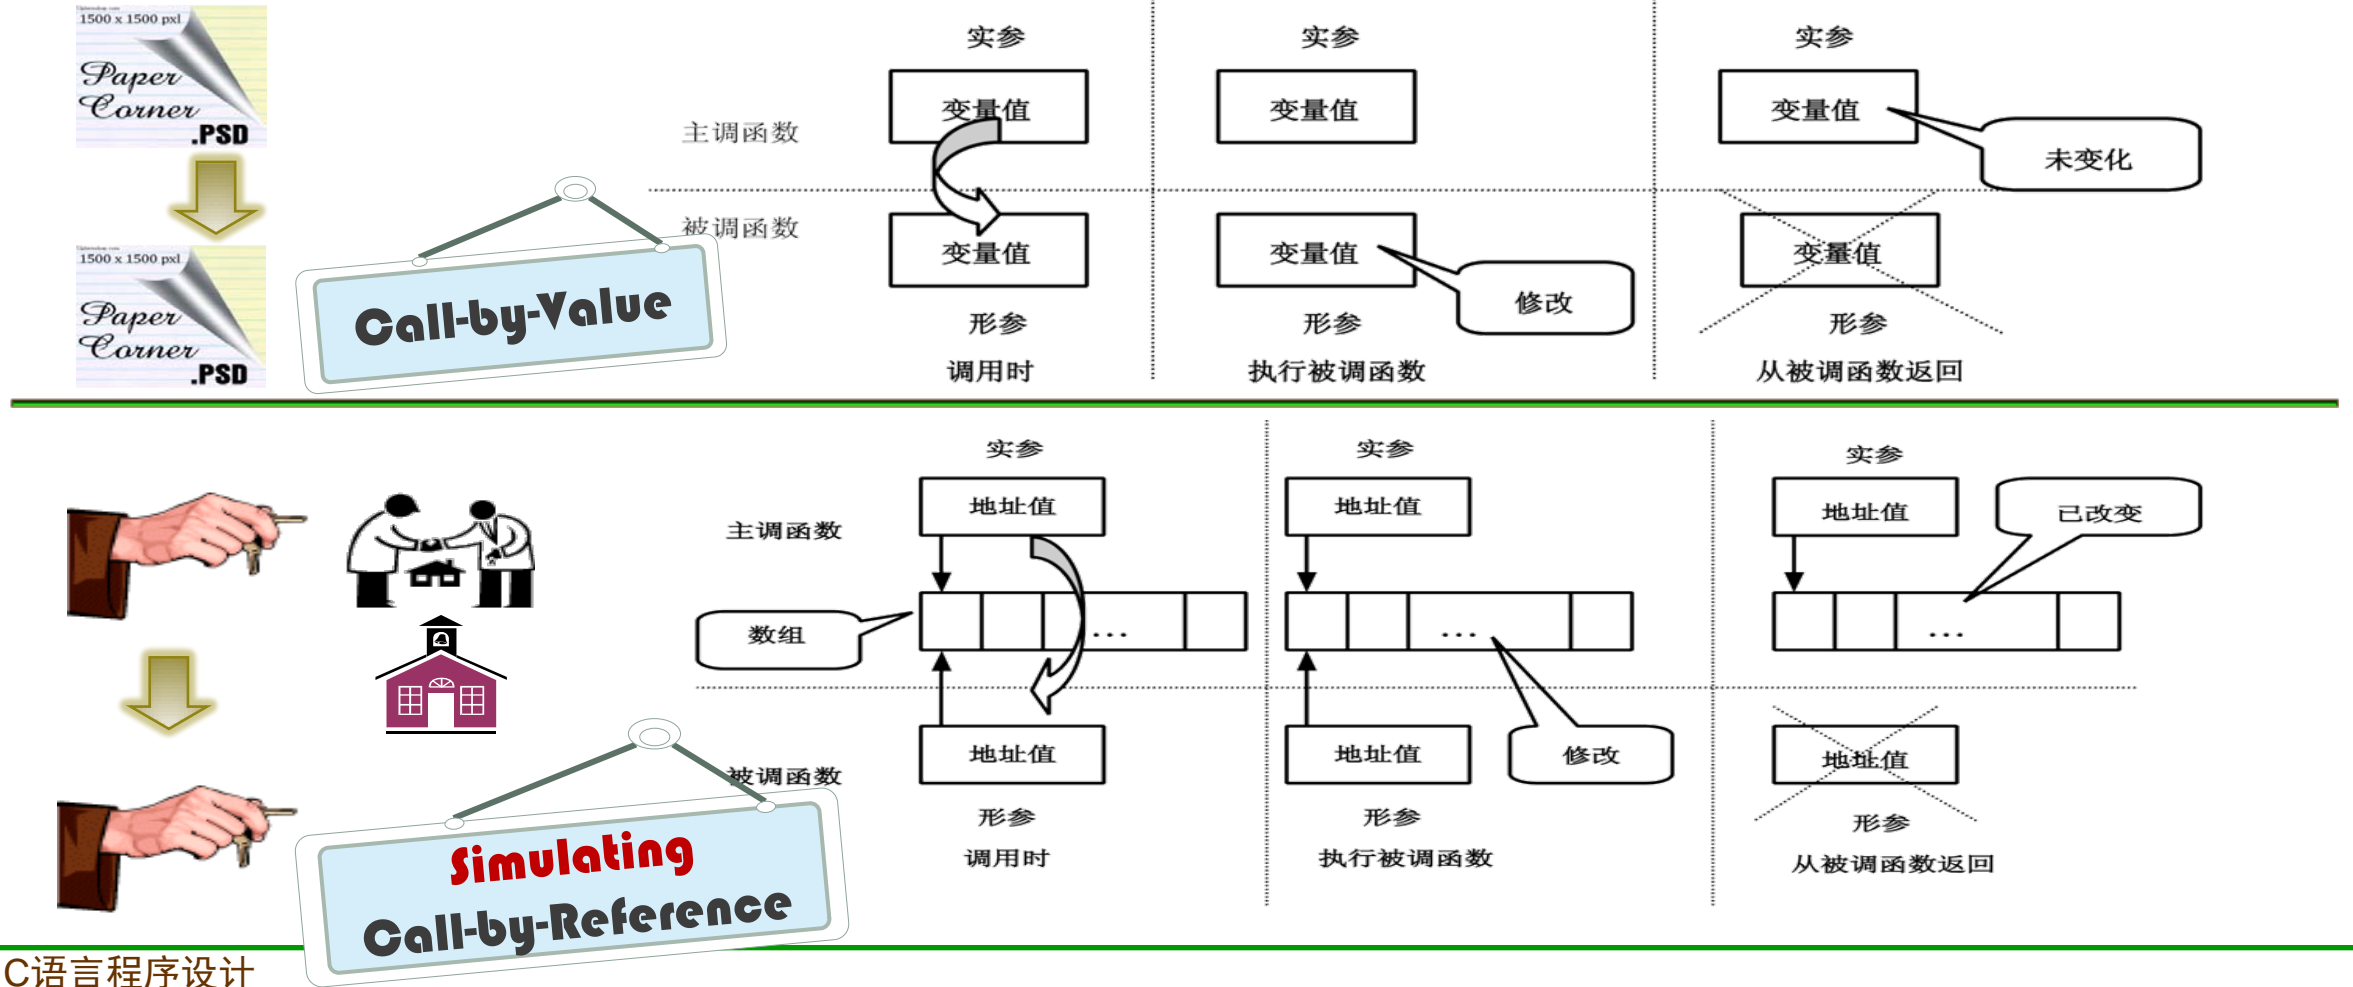 1500 x 1500 pxl
Paper
Corner
.PSD
1500 x 1500 pxl
Paper
Corner
.PSD
Call-by-Value
实参
实参
实参
主调函数
变量值
变量值
变量值
未变化
被调函数
变量值
变量值
修改
变量值
形参
形参
形参
调用时
执行被调函数
从被调函数返回
实参
实参
实参
主调函数
地址值
地址值
地址值
已改变
数组
...
...
...
被调函数
地址值
地址值
修改
地址值
形参
形参
形参
调用时
执行被调函数
从被调函数返回
Simulating
Call-by-Reference
C语言程序设计